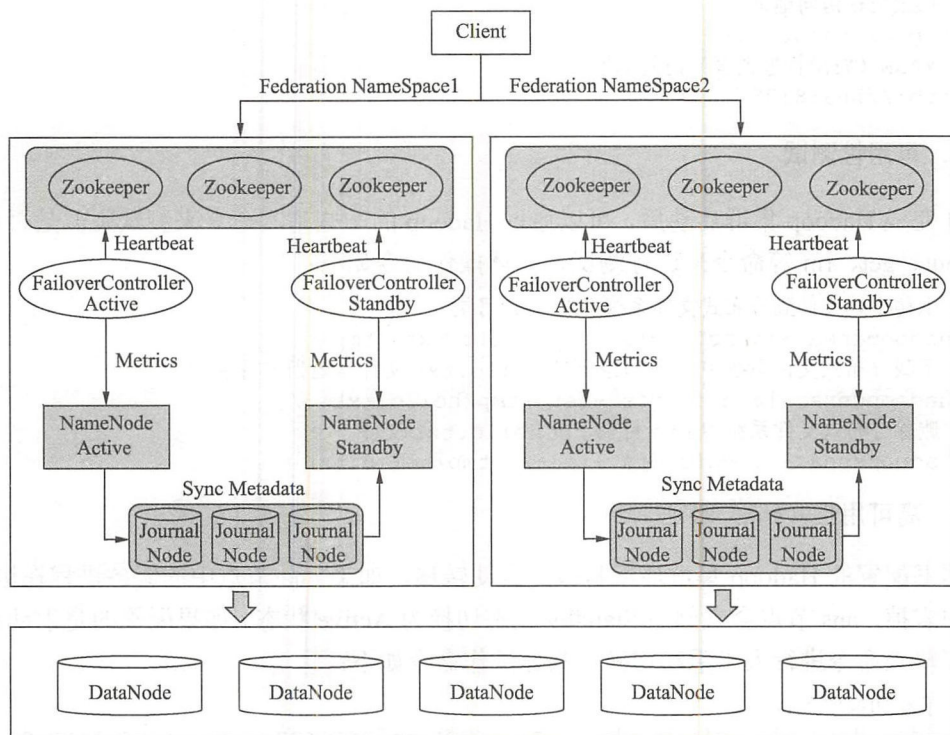 Client
Federation NameSpace1
Federation NameSpace2
Zookeeper
Zookeeper
Zookeeper
Heartbeat
Heartbeat
FailoverController
Active
FailoverController
Standby
Metrics
Metrics
NameNode
Active
NameNode
Standby
Sync Metadata
Journal
Node
Journal
Node
Journal
Node
Zookeeper
Zookeeper
Zookeeper
Heartbeat
Heartbeat
FailoverController
Active
FailoverController
Standby
Metrics
Metrics
NameNode
Active
NameNode
Standby
Sync Metadata
Journal
Node
Journal
Node
Journal
Node
DataNode
DataNode
DataNode
DataNode
DataNode